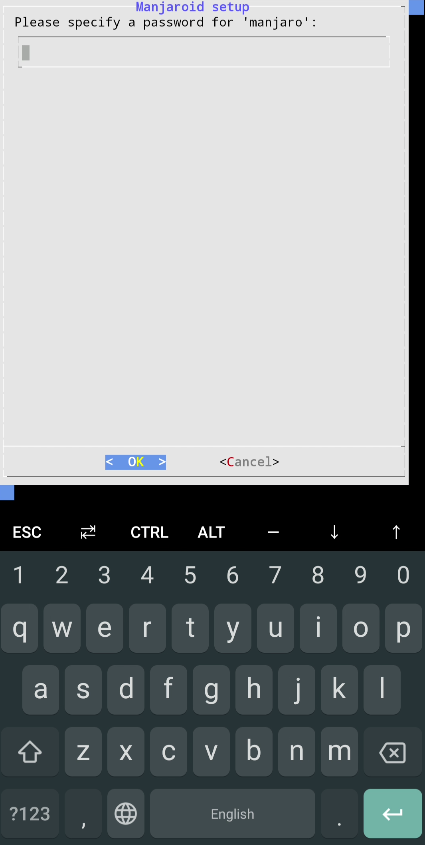 Manjaroid setup
Please specify a password for 'manjaro':
< OK > <Cancel>
ESC ⇄ CTRL ALT – ↓ ↑
1 2 3 4 5 6 7 8 9 0
q w e r t y u i o p
a s d f g h j k l
z x c v b n m
?123 , English .